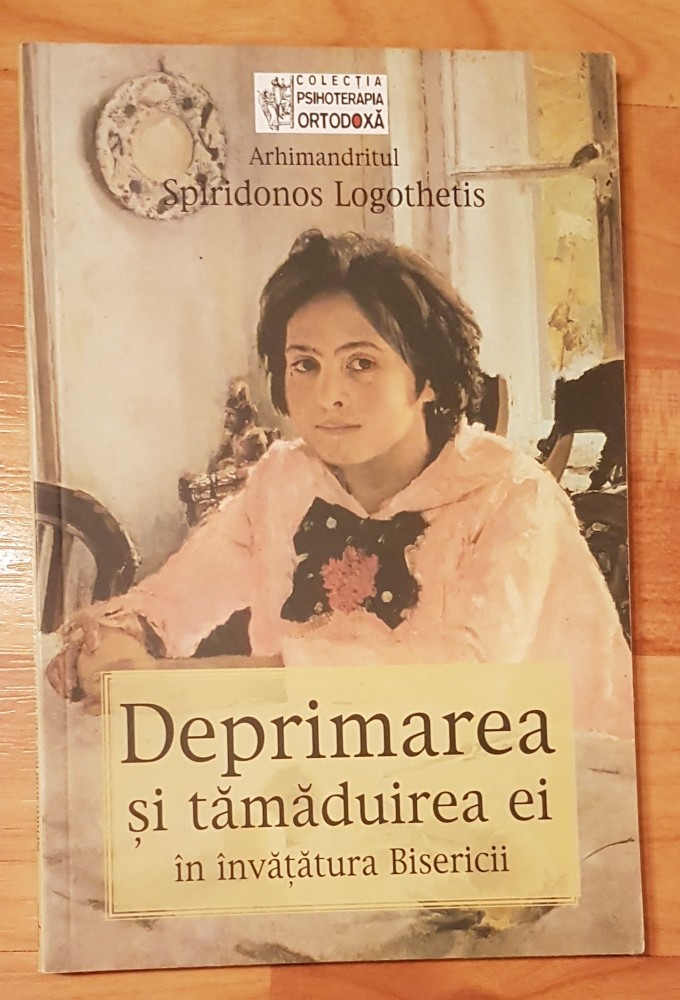 COLECȚIA
PSIHOTERAPIA
ORTODOXĂ
Arhimandritul
Spiridonos Logothetis
Deprimarea
și tămăduirea ei
în învățătura Bisericii